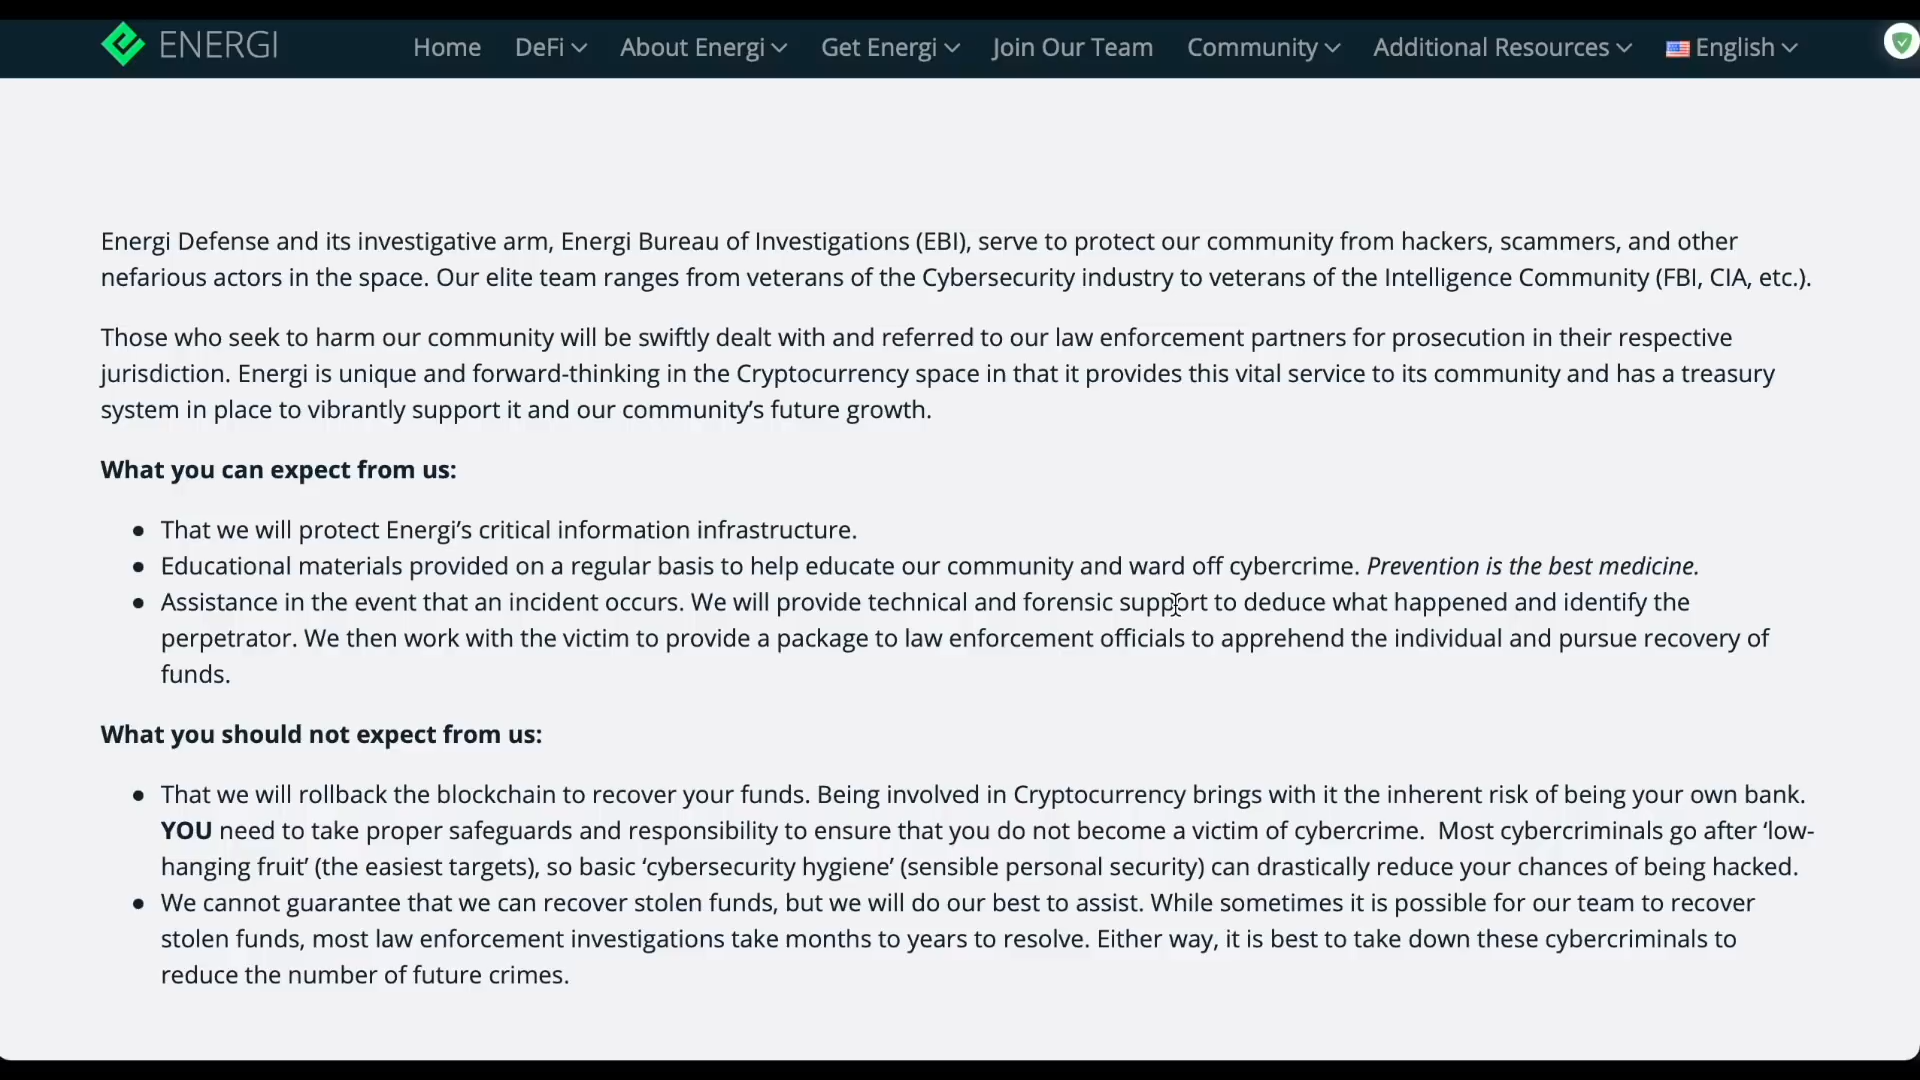 ENERGI Home DeFi About Energi Get Energi Join Our Team Community Additional Resources English
Energi Defense and its investigative arm, Energi Bureau of Investigations (EBI), serve to protect our community from hackers, scammers, and other
nefarious actors in the space. Our elite team ranges from veterans of the Cybersecurity industry to veterans of the Intelligence Community (FBI, CIA, etc.).
Those who seek to harm our community will be swiftly dealt with and referred to our law enforcement partners for prosecution in their respective
jurisdiction. Energi is unique and forward-thinking in the Cryptocurrency space in that it provides this vital service to its community and has a treasury
system in place to vibrantly support it and our community’s future growth.
What you can expect from us:
● That we will protect Energi’s critical information infrastructure.
● Educational materials provided on a regular basis to help educate our community and ward off cybercrime. Prevention is the best medicine.
● Assistance in the event that an incident occurs. We will provide technical and forensic support to deduce what happened and identify the
perpetrator. We then work with the victim to provide a package to law enforcement officials to apprehend the individual and pursue recovery of
funds.
What you should not expect from us:
● That we will rollback the blockchain to recover your funds. Being involved in Cryptocurrency brings with it the inherent risk of being your own bank.
YOU need to take proper safeguards and responsibility to ensure that you do not become a victim of cybercrime.  Most cybercriminals go after ‘low-
hanging fruit’ (the easiest targets), so basic ‘cybersecurity hygiene’ (sensible personal security) can drastically reduce your chances of being hacked.
● We cannot guarantee that we can recover stolen funds, but we will do our best to assist. While sometimes it is possible for our team to recover
stolen funds, most law enforcement investigations take months to years to resolve. Either way, it is best to take down these cybercriminals to
reduce the number of future crimes.